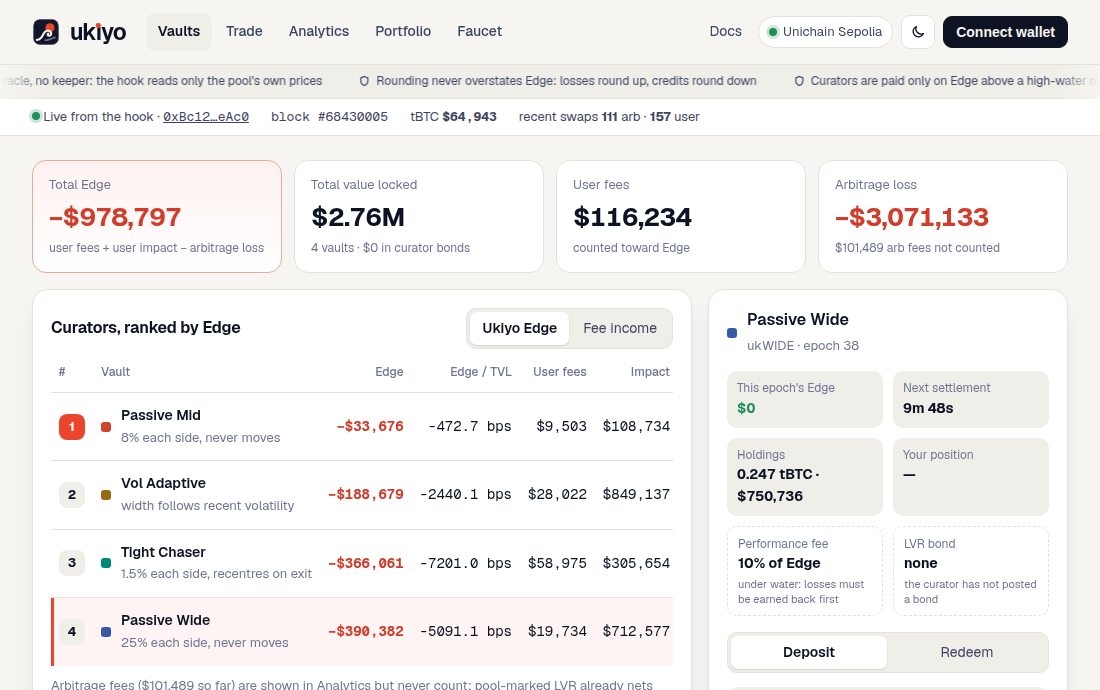 ukiyo Vaults Trade Analytics Portfolio Faucet Docs Unichain Sepolia Connect wallet
no keeper: the hook reads only the pool's own prices Rounding never overstates Edge: losses round up, credits round down Curators are paid only on Edge above a high-water
Live from the hook · 0xBc12…eAc0 block #68430005 tBTC $64,943 recent swaps 111 arb · 157 user
Total Edge
−$978,797
user fees + user impact − arbitrage loss
Total value locked
$2.76M
4 vaults · $0 in curator bonds
User fees
$116,234
counted toward Edge
Arbitrage loss
−$3,071,133
$101,489 arb fees not counted
Curators, ranked by Edge Ukiyo Edge Fee income
# Vault Edge Edge / TVL User fees Impact
1 Passive Mid −$33,676 -472.7 bps $9,503 $108,734
8% each side, never moves
2 Vol Adaptive −$188,679 -2440.1 bps $28,022 $849,137
width follows recent volatility
3 Tight Chaser −$366,061 -7201.0 bps $58,975 $305,654
1.5% each side, recentres on exit
4 Passive Wide −$390,382 -5091.1 bps $19,734 $712,577
25% each side, never moves
Arbitrage fees ($101,489 so far) are shown in Analytics but never count: pool-marked LVR already nets
Passive Wide
ukWIDE · epoch 38
This epoch's Edge
$0
Next settlement
9m 48s
Holdings
0.247 tBTC ·
$750,736
Your position
—
Performance fee
10% of Edge
under water: losses must
be earned back first
LVR bond
none
the curator has not posted
a bond
Deposit Redeem